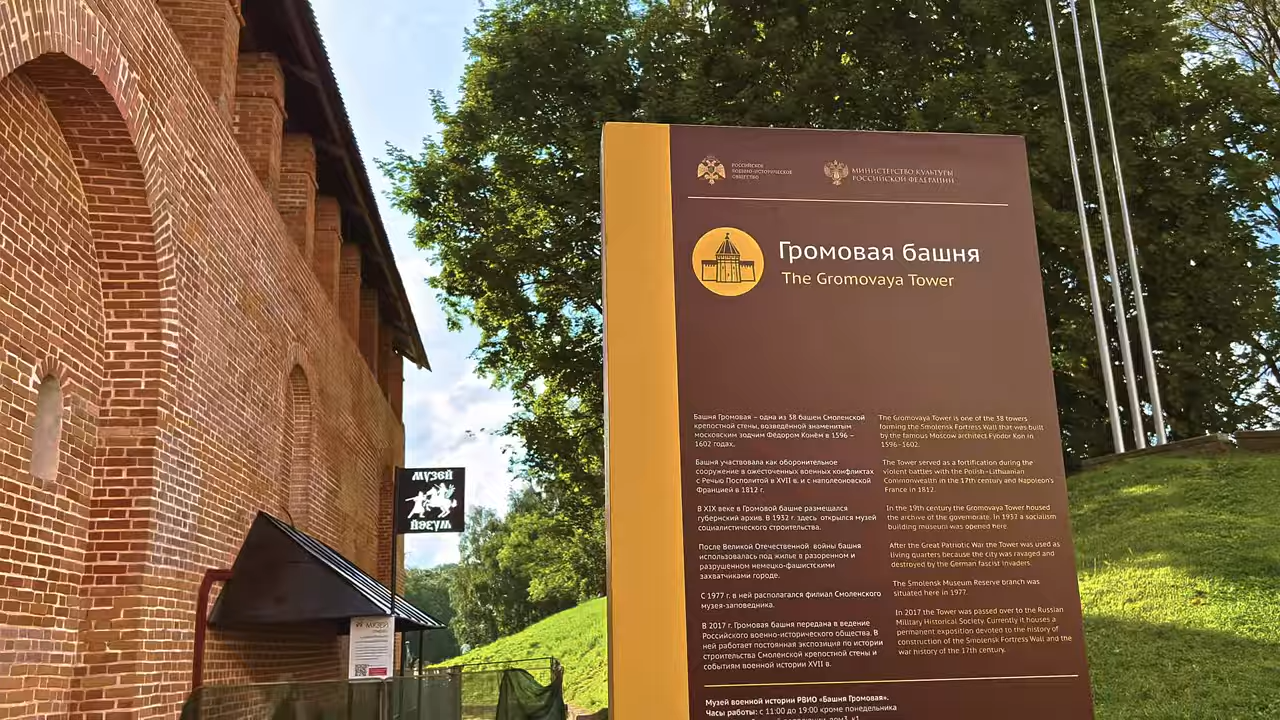 РОССИЙСКОЕ
ВОЕННО-ИСТОРИЧЕСКОЕ
ОБЩЕСТВО
МИНИСТЕРСТВО КУЛЬТУРЫ
РОССИЙСКОЙ ФЕДЕРАЦИИ
Громовая башня
The Gromovaya Tower
Башня Громовая – одна из 38 башен Смоленской
крепостной стены, возведённой знаменитым
московским зодчим Фёдором Конём в 1596 –
1602 годах.
Башня участвовала как оборонительное
сооружение в ожесточенных военных конфликтах
с Речью Посполитой в XVII в. и с наполеоновской
Францией в 1812 г.
В XIX веке в Громовой башне размещался
губернский архив. В 1932 г. здесь открылся музей
социалистического строительства.
После Великой Отечественной войны башня
использовалась под жилье в разоренном и
разрушенном немецко-фашистскими
захватчиками городе.
С 1977 г. в ней располагался филиал Смоленского
музея-заповедника.
В 2017 г. Громовая башня передана в ведение
Российского военно-исторического общества. В
ней работает постоянная экспозиция по истории
строительства Смоленской крепостной стены и
событиям военной истории XVII в.
The Gromovaya Tower is one of the 38 towers
forming the Smolensk Fortress Wall that was built
by the famous Moscow architect Fyodor Kon in
1596-1602.
The Tower served as a fortification during the
violent battles with the Polish-Lithuanian
Commonwealth in the 17th century and Napoleon's
France in 1812.
In the 19th century the Gromovaya Tower housed
the archive of the governorate. In 1932 a socialism
building museum was opened here.
After the Great Patriotic War the Tower was used as
living quarters because the city was ravaged and
destroyed by the German fascist invaders.
The Smolensk Museum Reserve branch was
situated here in 1977.
In 2017 the Tower was passed over to the Russian
Military Historical Society. Currently it houses a
permanent exposition devoted to the history of
construction of the Smolensk Fortress Wall and the
war history of the 17th century.
Музей военной истории РВИО «Башня Громовая».
Часы работы: с 11:00 до 19:00 кроме понедельника
МУЗЕЙ
МУЗЕЙ
МУЗЕЙ